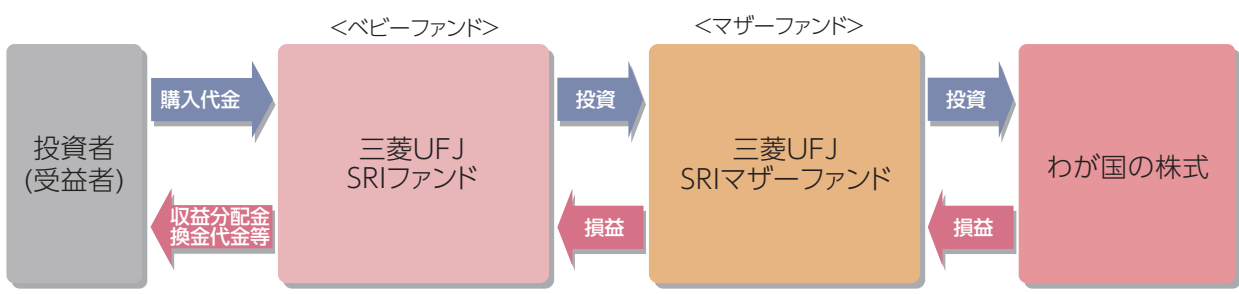 <ベビーファンド>
<マザーファンド>
投資者
(受益者)
購入代金
収益分配金
換金代金等
三菱UFJ
SRIファンド
投資
損益
三菱UFJ
SRIマザーファンド
投資
損益
わが国の株式